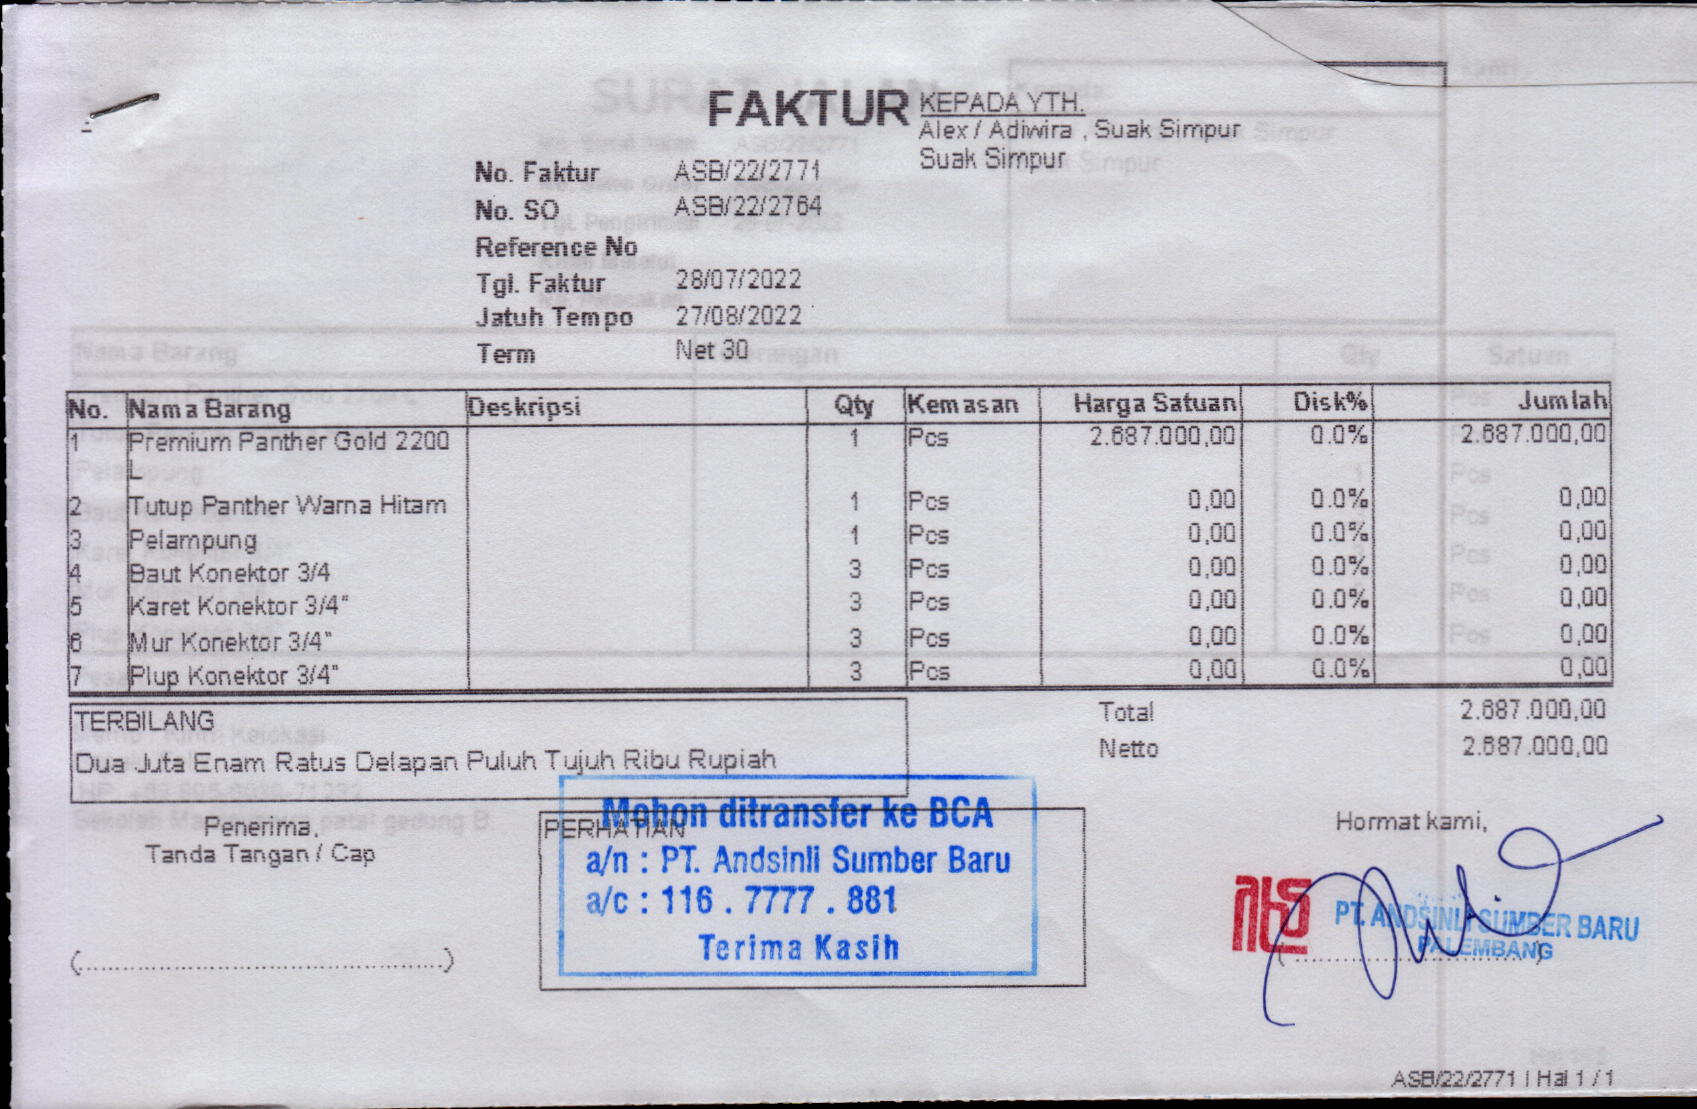 FAKTUR
KEPADA YTH.
Alex / Adiwira , Suak Simpur
Suak Simpur
No. Faktur ASB/22/2771
No. SO ASB/22/2764
Reference No
Tgl. Faktur 28/07/2022
Jatuh Tempo 27/08/2022
Term Net 30
No. Nama Barang Deskripsi Qty Kemasan Harga Satuan Disk% Jumlah
1 Premium Panther Gold 2200 1 Pcs 2.687.000,00 0.0% 2.687.000,00
L
2 Tutup Panther Warna Hitam 1 Pcs 0,00 0.0% 0,00
3 Pelampung 1 Pcs 0,00 0.0% 0,00
4 Baut Konektor 3/4 3 Pcs 0,00 0.0% 0,00
5 Karet Konektor 3/4" 3 Pcs 0,00 0.0% 0,00
6 Mur Konektor 3/4" 3 Pcs 0,00 0.0% 0,00
7 Plup Konektor 3/4" 3 Pcs 0,00 0.0% 0,00
TERBILANG
Dua Juta Enam Ratus Delapan Puluh Tujuh Ribu Rupiah
Total 2.687.000,00
Netto 2.687.000,00
Penerima,
Tanda Tangan / Cap
(............................................)
PERHATIAN
Mohon ditransfer ke BCA
a/n : PT. Andsinli Sumber Baru
a/c : 116 . 7777 . 881
Terima Kasih
Hormat kami,
PT. ANDSINLI SUMBER BARU
PALEMBANG
ASB/22/2771 | Hal 1 / 1